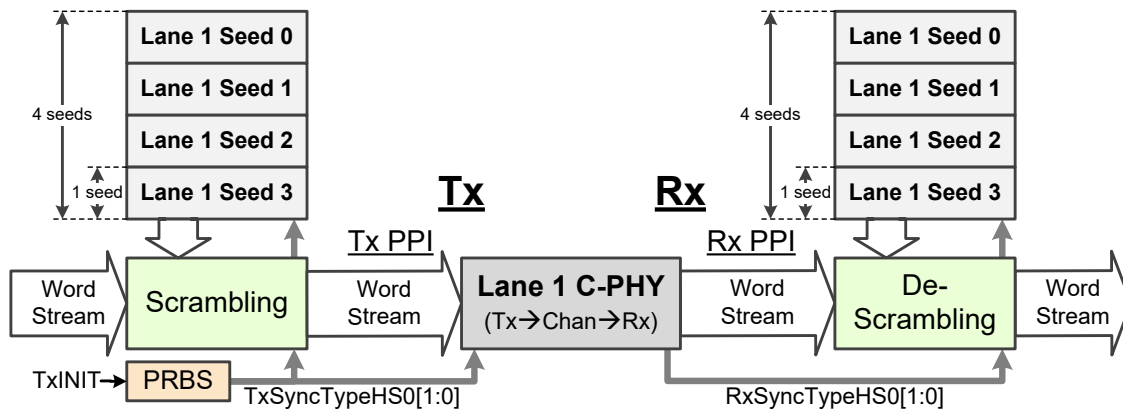 Lane 1 Seed 0
Lane 1 Seed 1
Lane 1 Seed 2
Lane 1 Seed 3
4 seeds
1 seed
Lane 1 Seed 0
Lane 1 Seed 1
Lane 1 Seed 2
Lane 1 Seed 3
4 seeds
1 seed
Tx
Rx
Tx PPI
Rx PPI
Word
Stream
Scrambling
Word
Stream
Lane 1 C-PHY
(Tx→Chan→Rx)
Word
Stream
De-
Scrambling
Word
Stream
TxINIT
PRBS
TxSyncTypeHS0[1:0]
RxSyncTypeHS0[1:0]